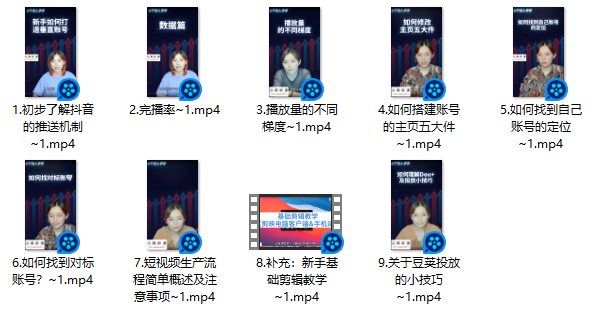 新手如何打
造垂直账号
数据篇
播放量
的不同梯度
如何修改
主页五大件
如何找到自己账号
的定位
1.初步了解抖音
的推送机制
~1.mp4
2.完播率~1.mp4
3.播放量的不同
梯度~1.mp4
4.如何搭建账号
的主页五大件
~1.mp4
5.如何找到自己
账号的定位
~1.mp4
如何找对标账号
基础剪辑教学
剪映电脑客户端&手机端
如何理解Dou+
及投放小技巧
6.如何找到对标
账号？~1.mp4
7.短视频生产流
程简单概述及注
意事项~1.mp4
8.补充：新手基
础剪辑教学
~1.mp4
9.关于豆荚投放
的小技巧
~1.mp4